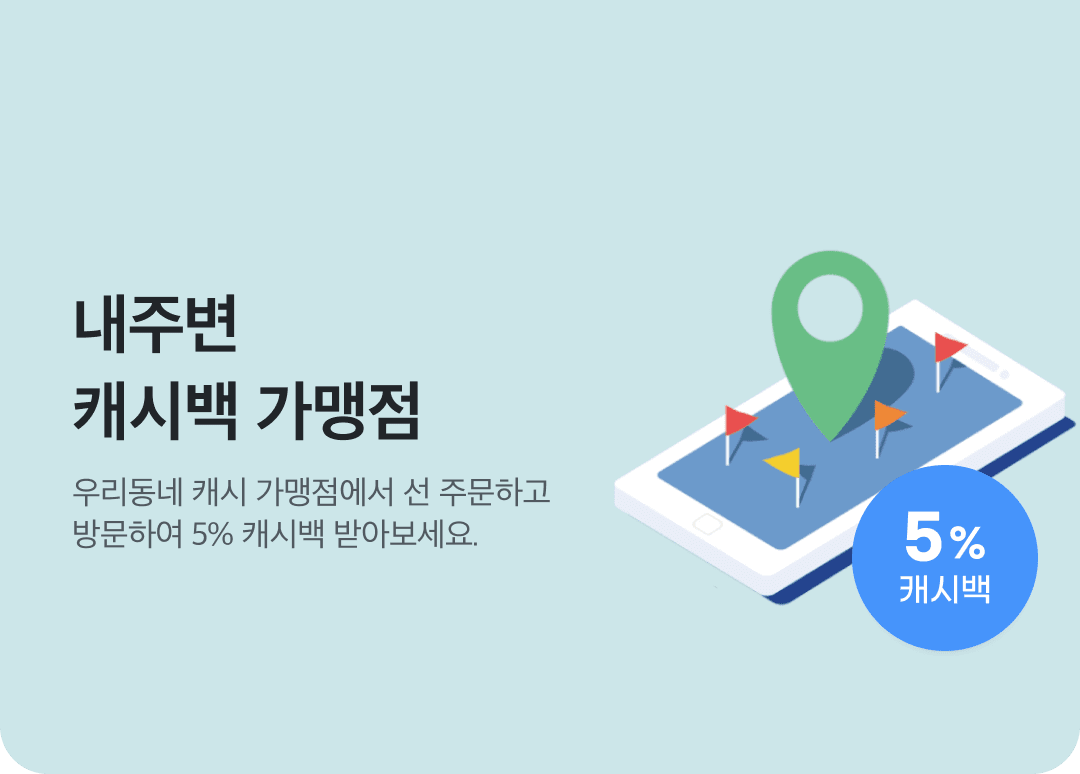 내주변
캐시백 가맹점
우리동네 캐시 가맹점에서 선 주문하고
방문하여 5% 캐시백 받아보세요.
5%
캐시백